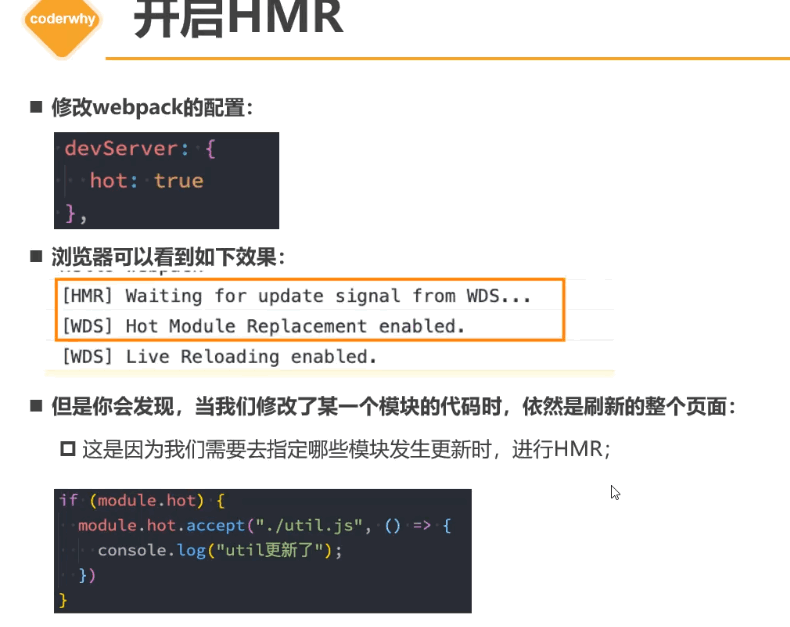 coderwhy
开启HMR
修改webpack的配置：
devServer: {
hot: true
},
浏览器可以看到如下效果：
[HMR] Waiting for update signal from WDS...
[WDS] Hot Module Replacement enabled.
[WDS] Live Reloading enabled.
但是你会发现，当我们修改了某一个模块的代码时，依然是刷新的整个页面：
这是因为我们需要去指定哪些模块发生更新时，进行HMR；
if (module.hot) {
module.hot.accept("./util.js", () => {
console.log("util更新了");
})
}